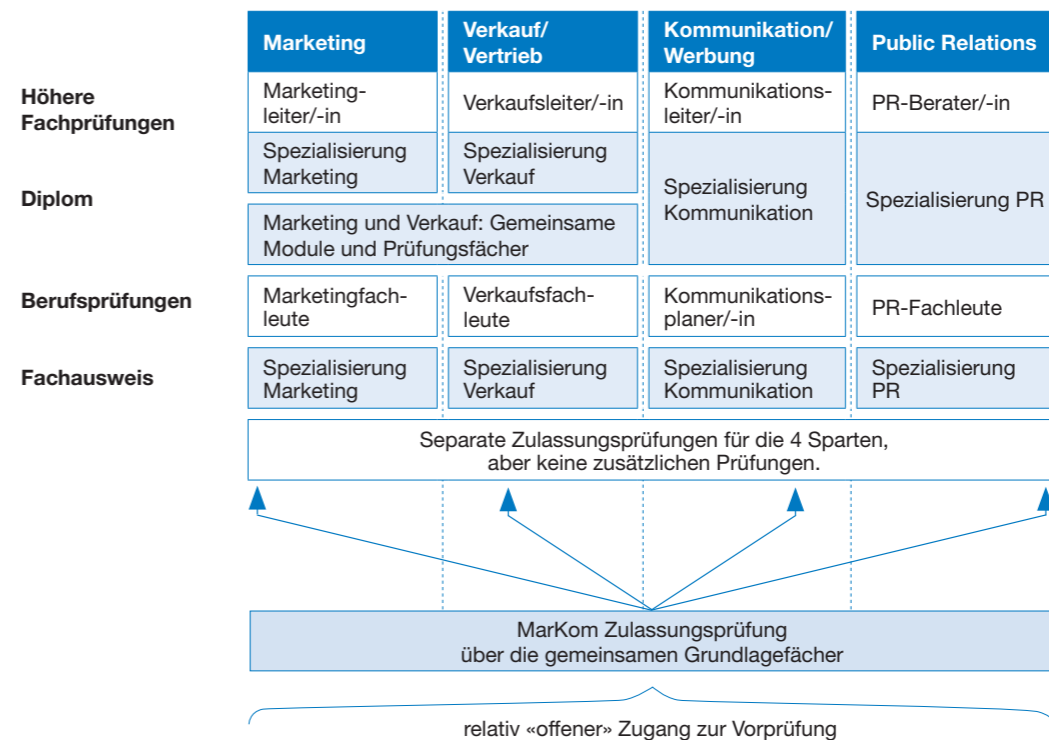 Marketing
Verkauf/
Vertrieb
Kommunikation/
Werbung
Public Relations
Höhere
Fachprüfungen
Marketing-
leiter/-in
Verkaufsleiter/-in
Kommunikations-
leiter/-in
PR-Berater/-in
Diplom
Spezialisierung
Marketing
Spezialisierung
Verkauf
Spezialisierung
Kommunikation
Spezialisierung PR
Marketing und Verkauf: Gemeinsame
Module und Prüfungsfächer
Berufsprüfungen
Marketingfach-
leute
Verkaufsfach-
leute
Kommunikations-
planer/-in
PR-Fachleute
Fachausweis
Spezialisierung
Marketing
Spezialisierung
Verkauf
Spezialisierung
Kommunikation
Spezialisierung
PR
Separate Zulassungsprüfungen für die 4 Sparten,
aber keine zusätzlichen Prüfungen.
MarKom Zulassungsprüfung
über die gemeinsamen Grundlagefächer
relativ «offener» Zugang zur Vorprüfung